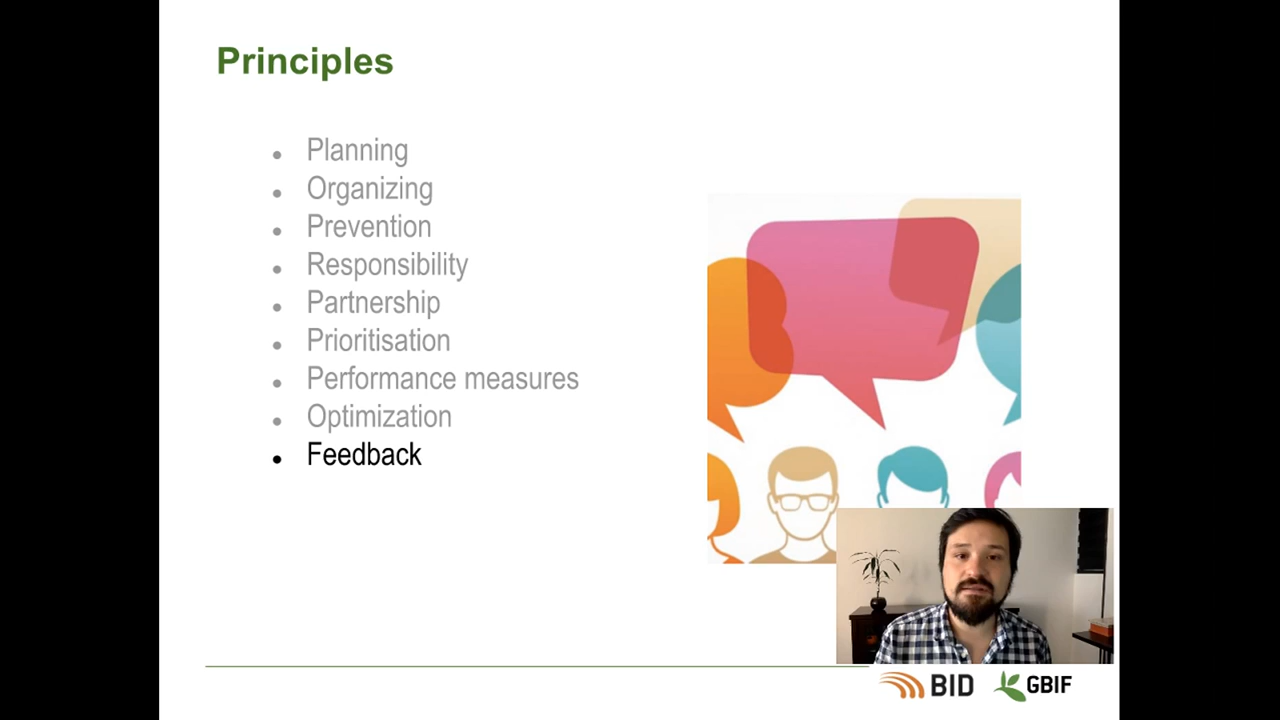 Principles
Planning
Organizing
Prevention
Responsibility
Partnership
Prioritisation
Performance measures
Optimization
Feedback
BID GBIF